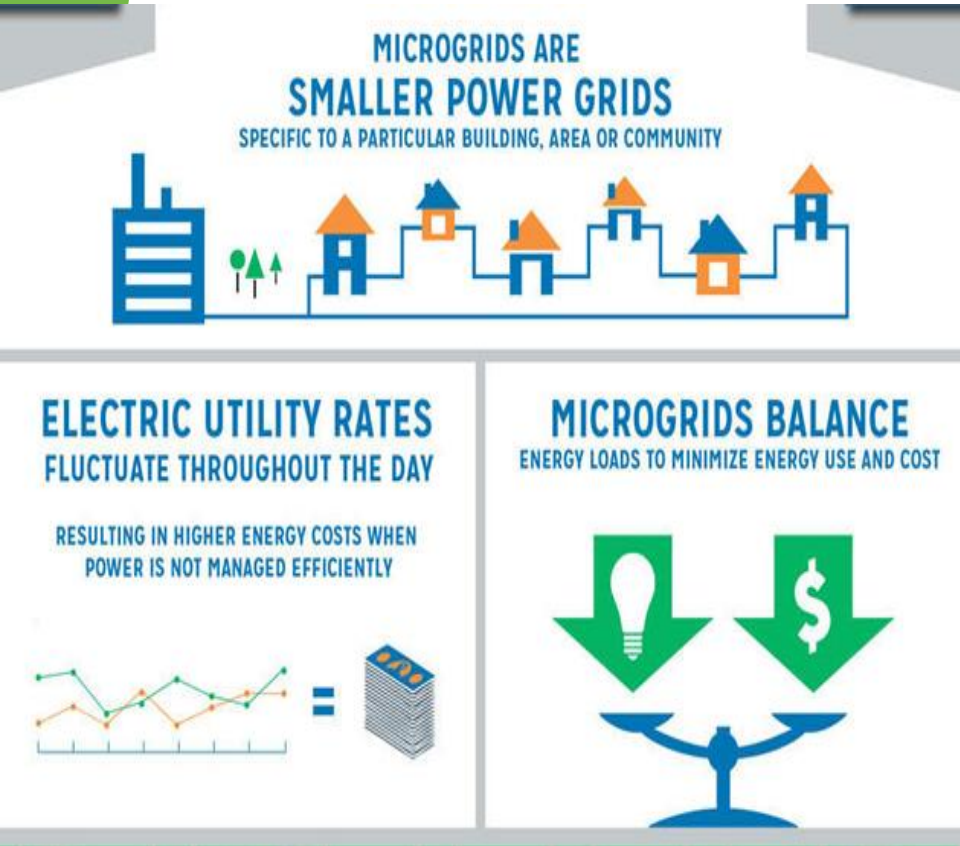 MICROGRIDS ARE
SMALLER POWER GRIDS
SPECIFIC TO A PARTICULAR BUILDING, AREA OR COMMUNITY
ELECTRIC UTILITY RATES
FLUCTUATE THROUGHOUT THE DAY
RESULTING IN HIGHER ENERGY COSTS WHEN
POWER IS NOT MANAGED EFFICIENTLY
MICROGRIDS BALANCE
ENERGY LOADS TO MINIMIZE ENERGY USE AND COST
$